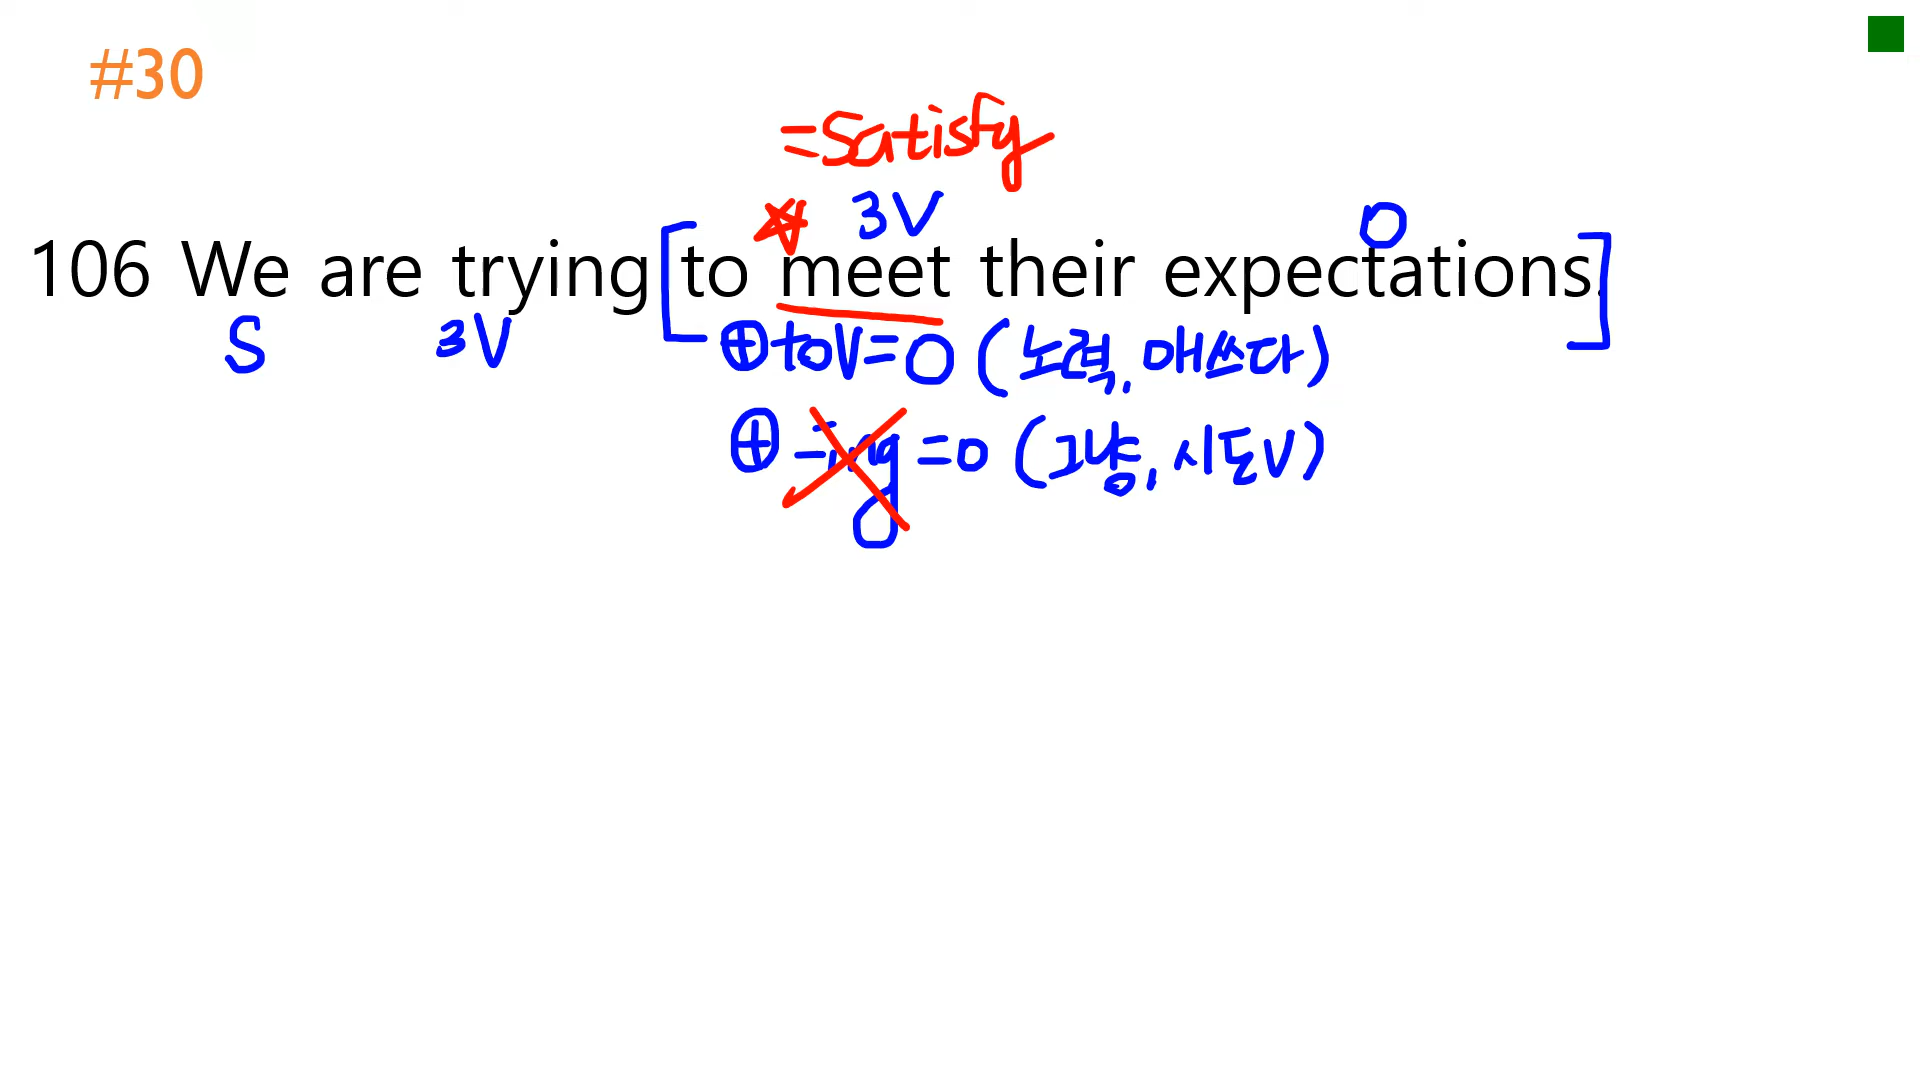 #30
=Satisfy
3V O
106 We are trying [to meet their expectations.]
S 3V ⊕toV=O (노력, 애쓰다)
⊕-ing=O (그냥, 시도V)